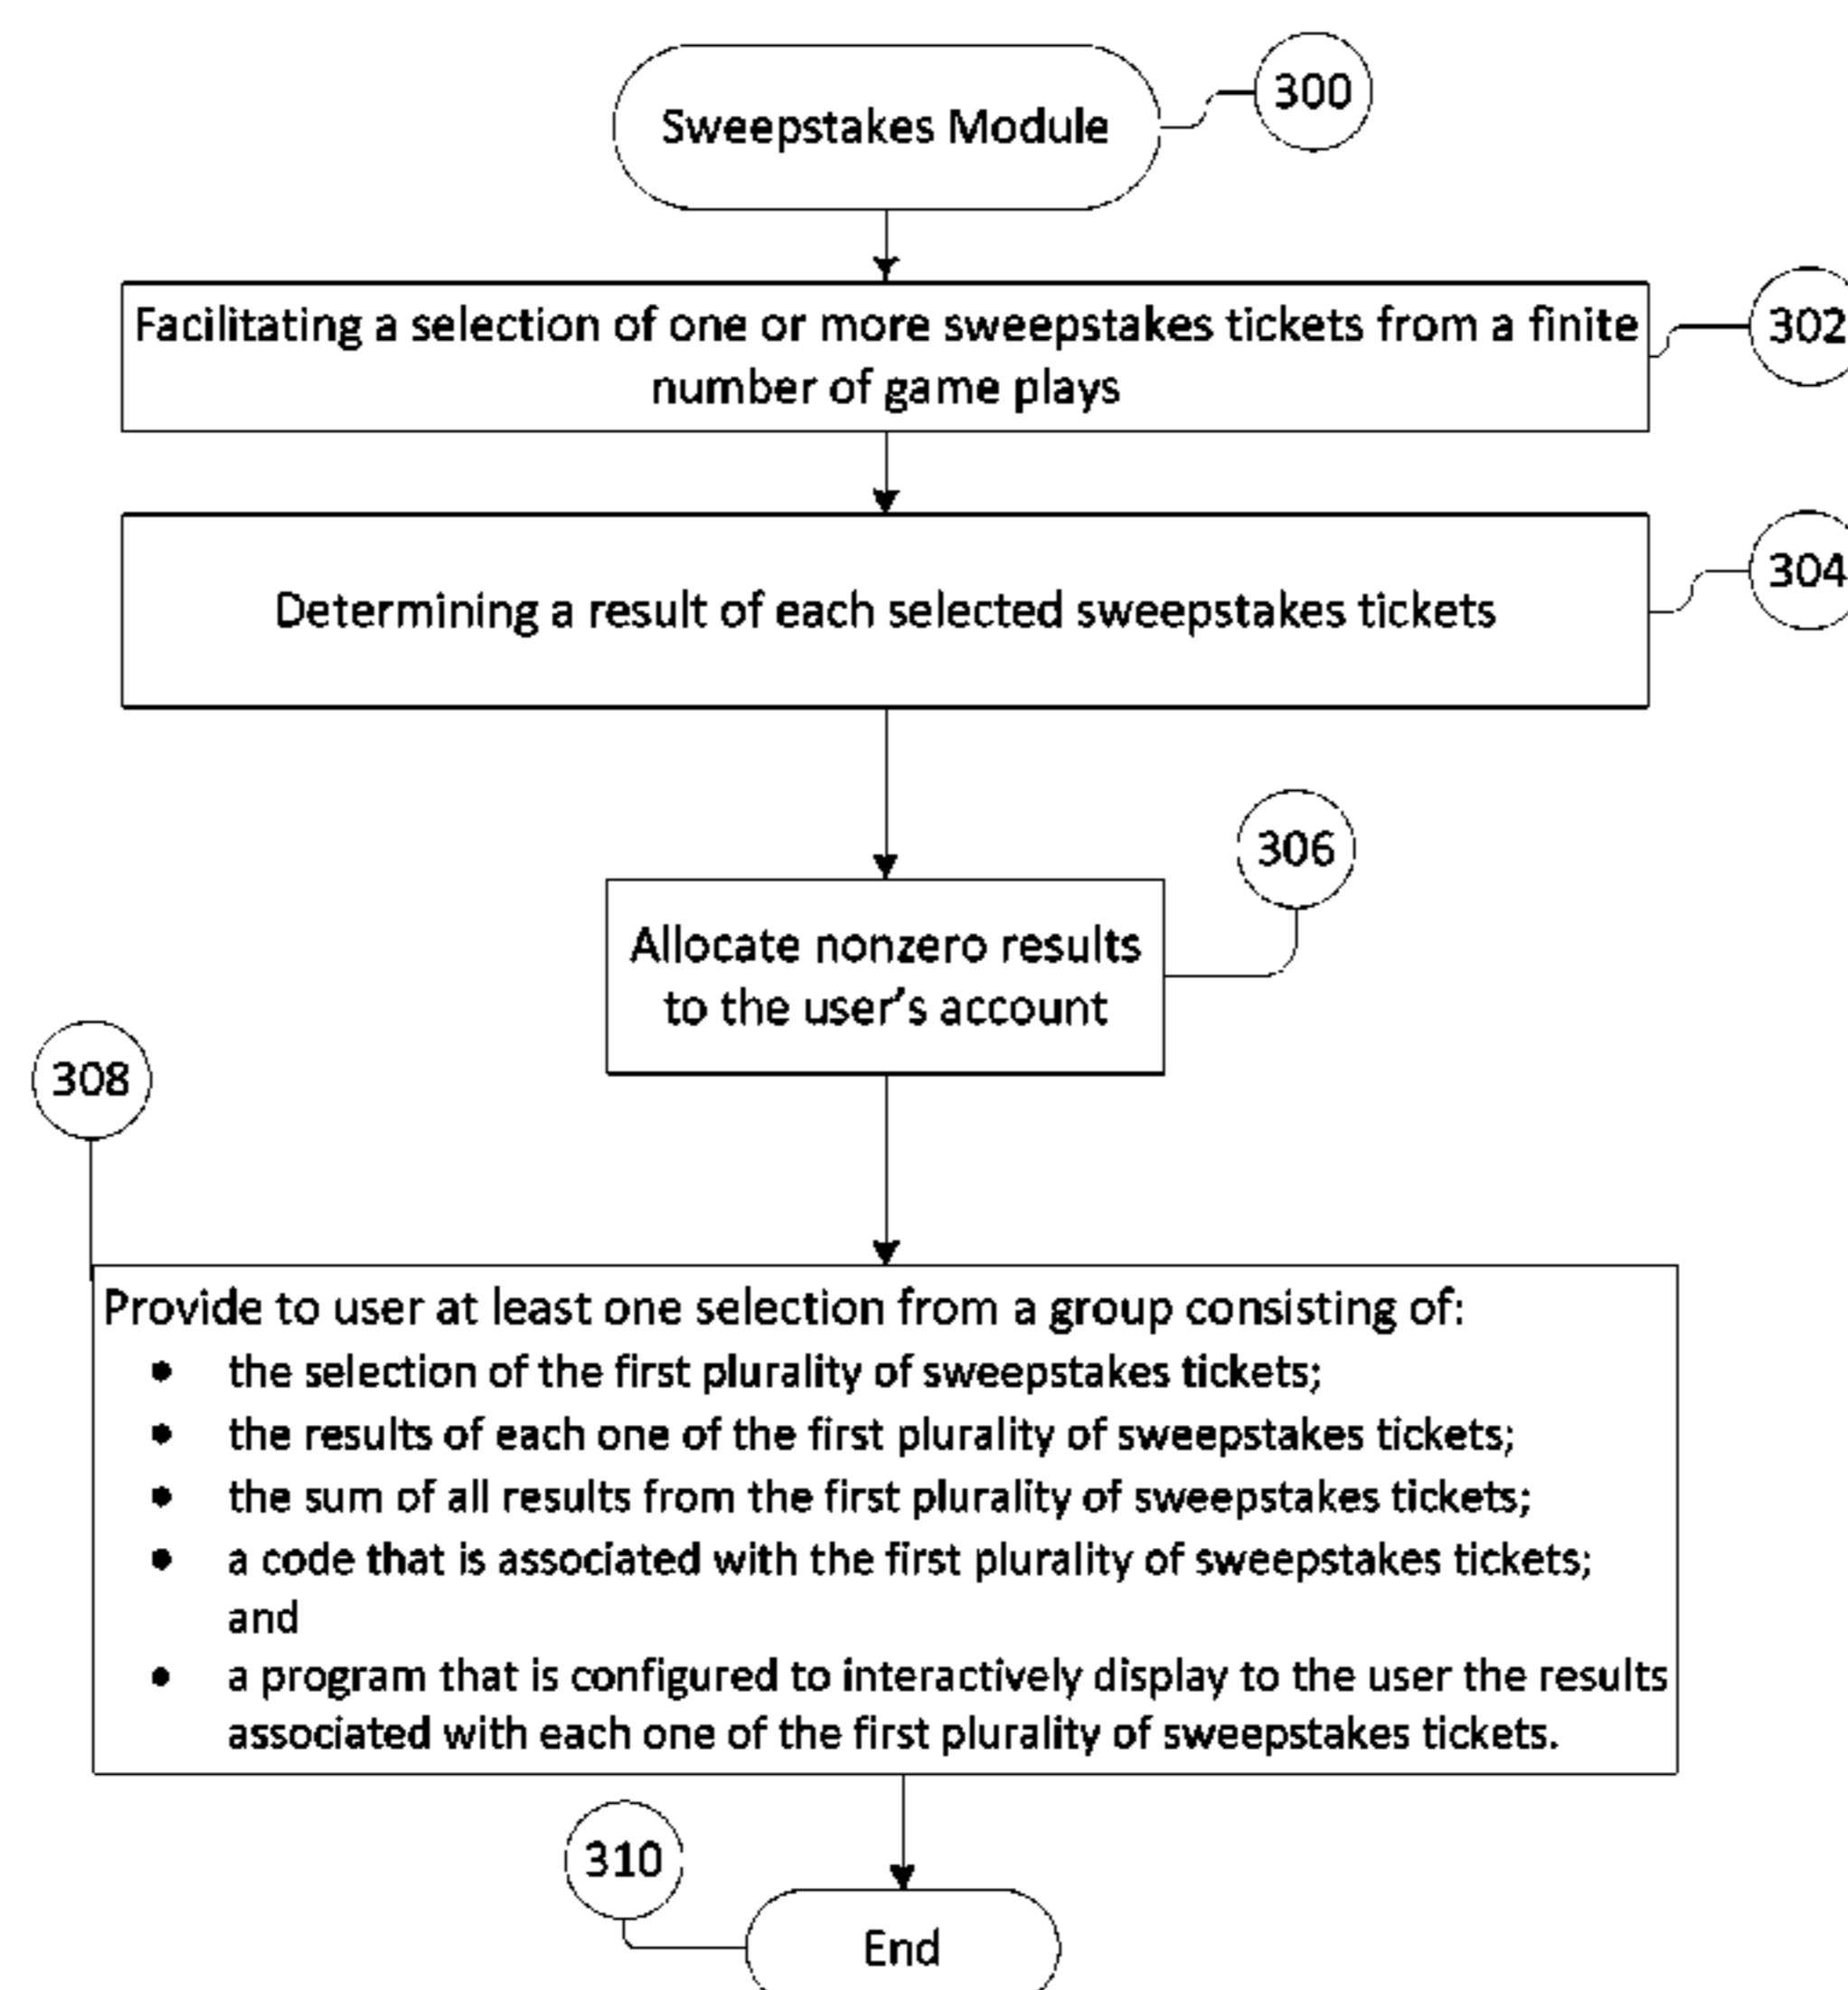 Sweepstakes Module
300
Facilitating a selection of one or more sweepstakes tickets from a finite
number of game plays
302
Determining a result of each selected sweepstakes tickets
304
Allocate nonzero results
to the user's account
306
308
Provide to user at least one selection from a group consisting of:
• the selection of the first plurality of sweepstakes tickets;
• the results of each one of the first plurality of sweepstakes tickets;
• the sum of all results from the first plurality of sweepstakes tickets;
• a code that is associated with the first plurality of sweepstakes tickets;
and
• a program that is configured to interactively display to the user the results
associated with each one of the first plurality of sweepstakes tickets.
310
End